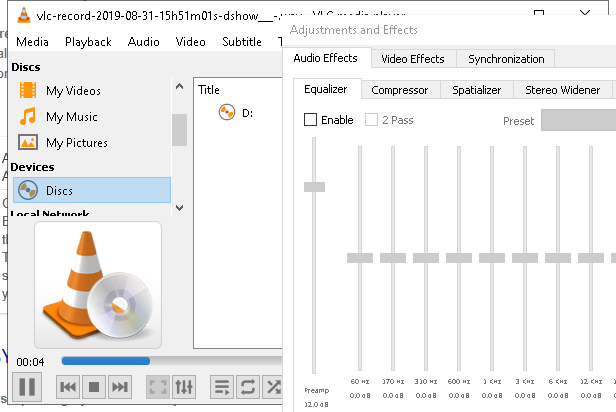 vlc-record-2019-08-31-15h51m01s-dshow__-.wav - VLC media player
Adjustments and Effects
Media Playback Audio Video Subtitle T
Audio Effects Video Effects Synchronization
Discs
My Videos
My Music
My Pictures
Devices
Discs
Local Network
Title
D:
Equalizer Compressor Spatializer Stereo Widener
Enable 2 Pass Preset
00:04
60 Hz 170 Hz 310 Hz 600 Hz 1 KHz 3 KHz 6 KHz 12 KHz
Preamp 0.0 dB 0.0 dB 0.0 dB 0.0 dB 0.0 dB 0.0 dB 0.0 dB 0.0 dB
12.0 dB